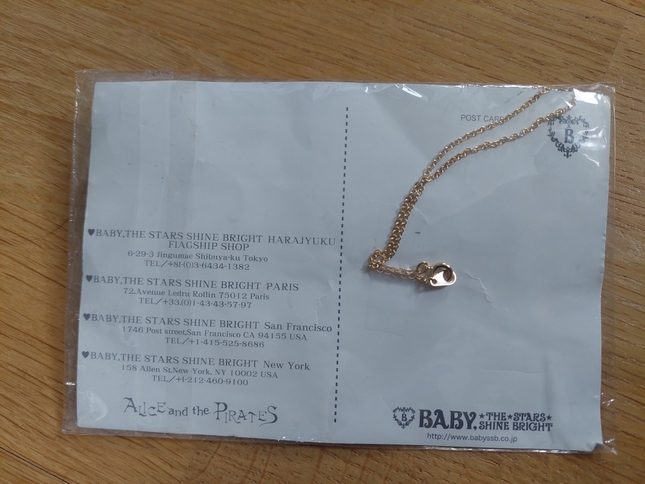 ♥BABY, THE STARS SHINE BRIGHT HARAJYUKU
FLAGSHIP SHOP
6-29-3 Jingumae Shibuya-ku Tokyo
TEL/+81-(0)3-6434-1382
♥BABY, THE STARS SHINE BRIGHT PARIS
72, Avenue Ledru Rollin 75012 Paris
TEL/+33.(0)1-43-43-57-97
♥BABY, THE STARS SHINE BRIGHT San Francisco
1746 Post street, San Francisco CA 94155 USA
TEL/+1-415-525-8686
♥BABY, THE STARS SHINE BRIGHT New York
158 Allen St, New York, NY 10002 USA
TEL/+1-212-460-9100
ALICE and the PIRATES
POST CARD
B
B BABY, ★THE★STARS★
SHINE BRIGHT
http://www.babyssb.co.jp